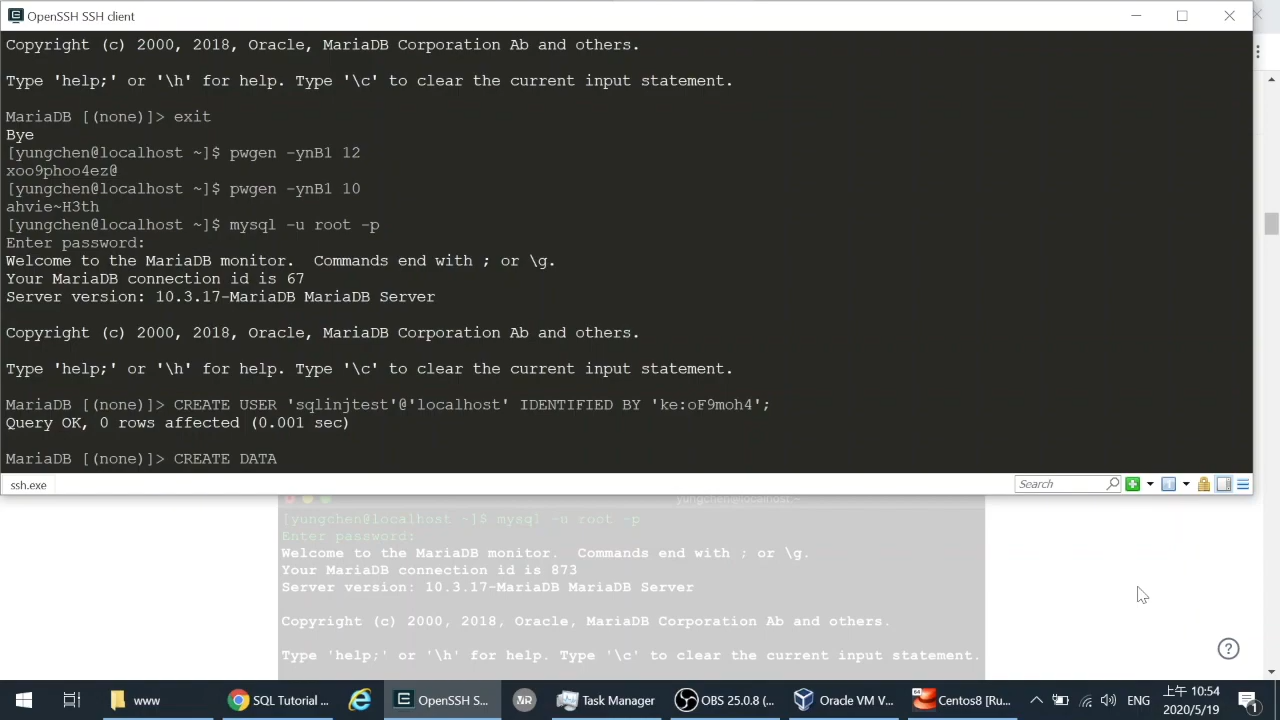 OpenSSH SSH client
Copyright (c) 2000, 2018, Oracle, MariaDB Corporation Ab and others.
Type 'help;' or '\h' for help. Type '\c' to clear the current input statement.
MariaDB [(none)]> exit
Bye
[yungchen@localhost ~]$ pwgen -ynB1 12
xoo9phoo4ez@
[yungchen@localhost ~]$ pwgen -ynB1 10
ahvie~H3th
[yungchen@localhost ~]$ mysql -u root -p
Enter password:
Welcome to the MariaDB monitor.  Commands end with ; or \g.
Your MariaDB connection id is 67
Server version: 10.3.17-MariaDB MariaDB Server
Copyright (c) 2000, 2018, Oracle, MariaDB Corporation Ab and others.
Type 'help;' or '\h' for help. Type '\c' to clear the current input statement.
MariaDB [(none)]> CREATE USER 'sqlinjtest'@'localhost' IDENTIFIED BY 'ke:oF9moh4';
Query OK, 0 rows affected (0.001 sec)
MariaDB [(none)]> CREATE DATA
ssh.exe
Search
yungchen@localhost:~
[yungchen@localhost ~]$ mysql -u root -p
Enter password:
Welcome to the MariaDB monitor.  Commands end with ; or \g.
Your MariaDB connection id is 873
Server version: 10.3.17-MariaDB MariaDB Server
Copyright (c) 2000, 2018, Oracle, MariaDB Corporation Ab and others.
Type 'help;' or '\h' for help. Type '\c' to clear the current input statement.
www
SQL Tutorial ...
OpenSSH S...
Task Manager
OBS 25.0.8 (...
Oracle VM V...
64
Centos8 [Ru...
ENG
上午 10:54
2020/5/19
1